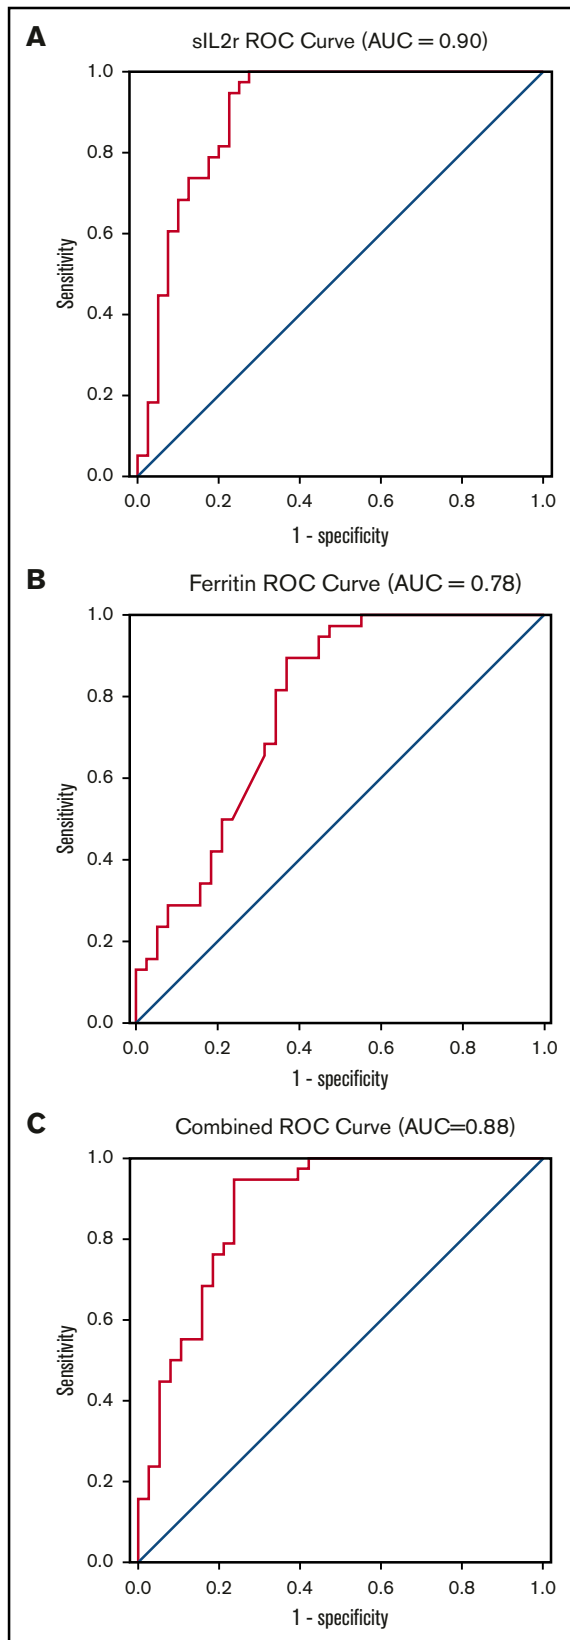 A
sIL2r ROC Curve (AUC = 0.90)
1.0
0.8
0.6
0.4
0.2
0.0
Sensitivity
0.0 0.2 0.4 0.6 0.8 1.0
1 - specificity
B
Ferritin ROC Curve (AUC = 0.78)
1.0
0.8
0.6
0.4
0.2
0.0
Sensitivity
0.0 0.2 0.4 0.6 0.8 1.0
1 - specificity
C
Combined ROC Curve (AUC=0.88)
1.0
0.8
0.6
0.4
0.2
0.0
Sensitivity
0.0 0.2 0.4 0.6 0.8 1.0
1 - specificity